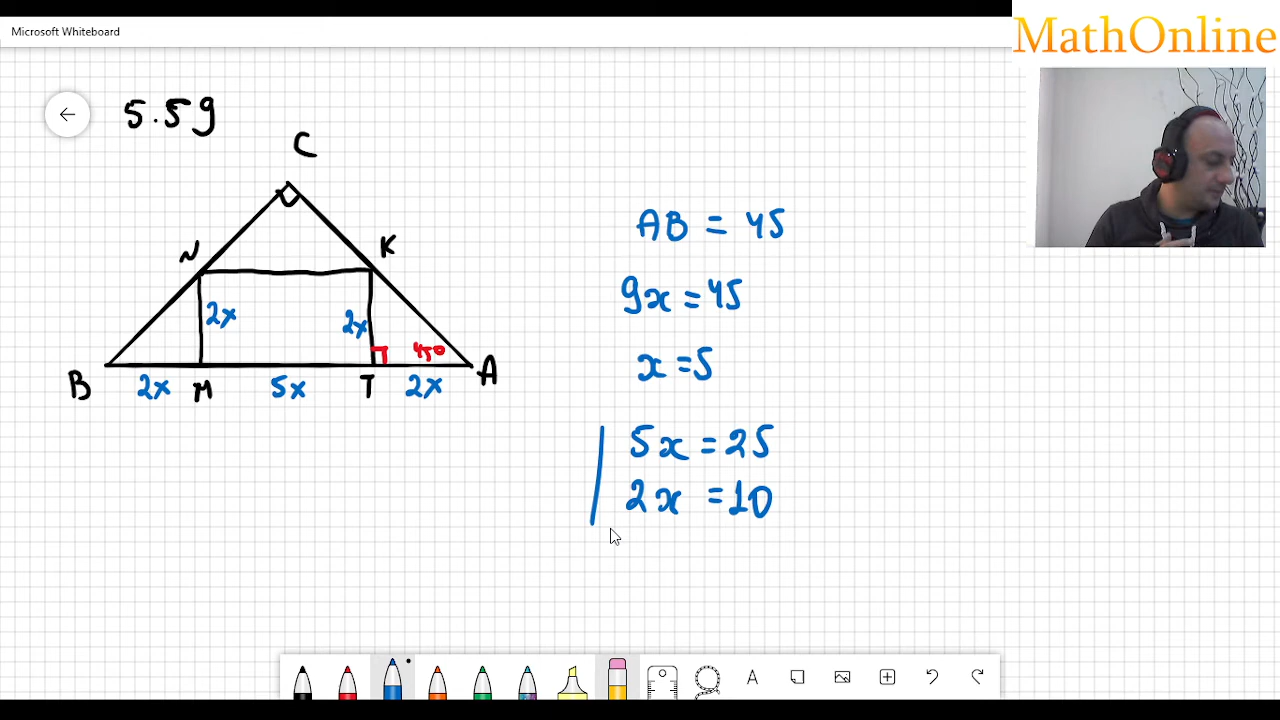 Microsoft Whiteboard
MathOnline
5.5g
C
N
K
2x
2x
45°
B
2x
M
5x
T
2x
A
AB = 45
9x = 45
x = 5
5x = 25
2x = 10
A